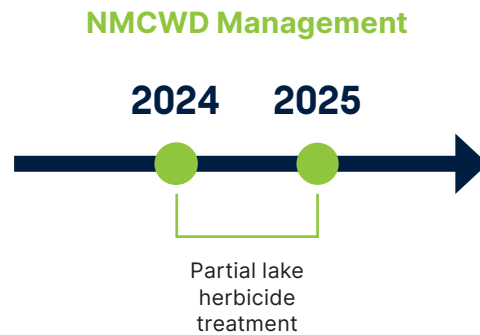 NMCWD Management
2024 2025
Partial lake
herbicide
treatment